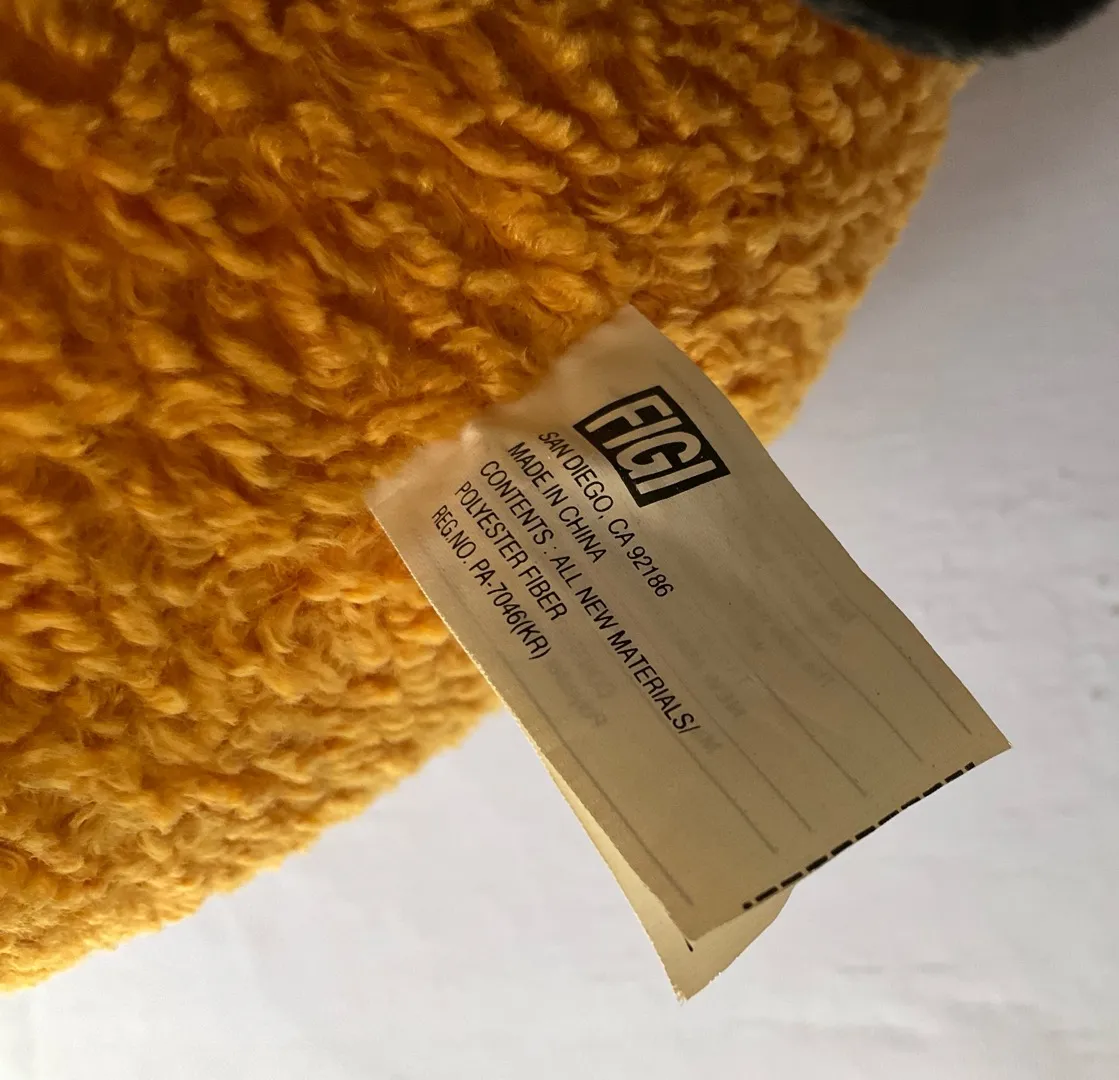 FIGI
SAN DIEGO, CA 92186
MADE IN CHINA
CONTENTS : ALL NEW MATERIALS/
POLYESTER FIBER
REG.NO. PA-7046(KR)